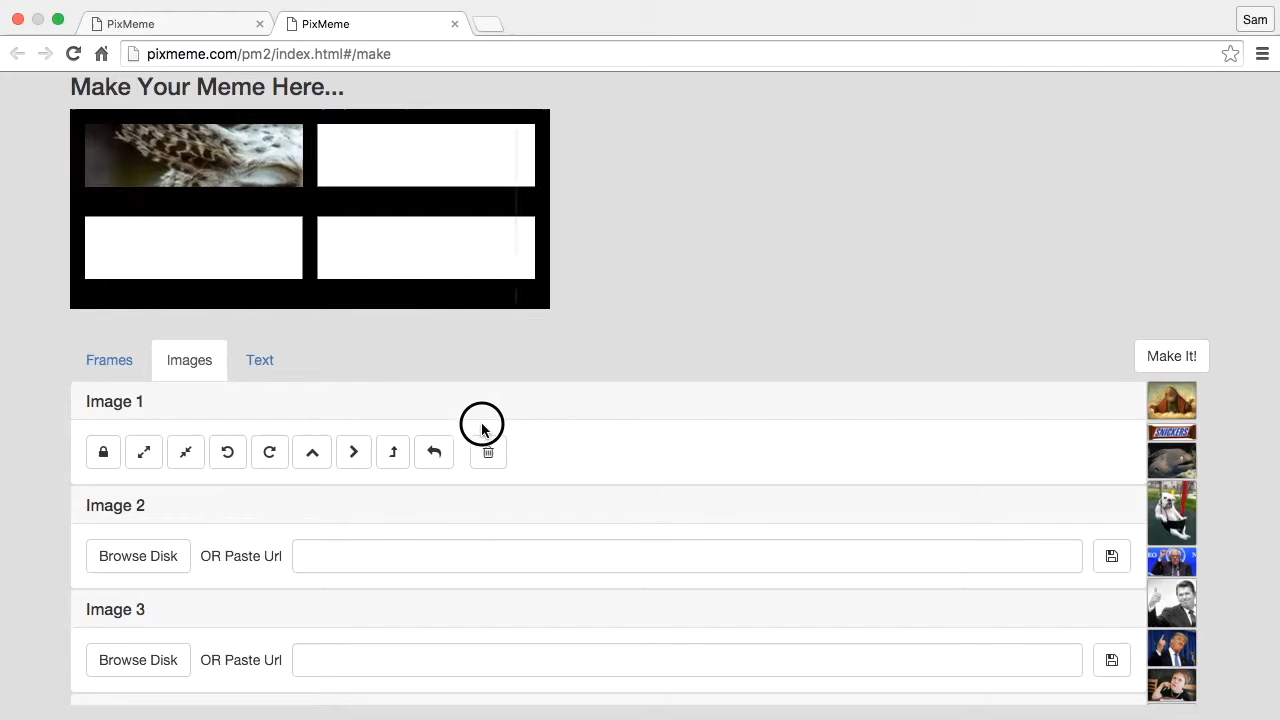 PixMeme
PixMeme
Sam
pixmeme.com/pm2/index.html#/make
Make Your Meme Here...
Frames
Images
Text
Make It!
Image 1
SNICKERS
Image 2
Browse Disk
OR Paste Url
Image 3
Browse Disk
OR Paste Url